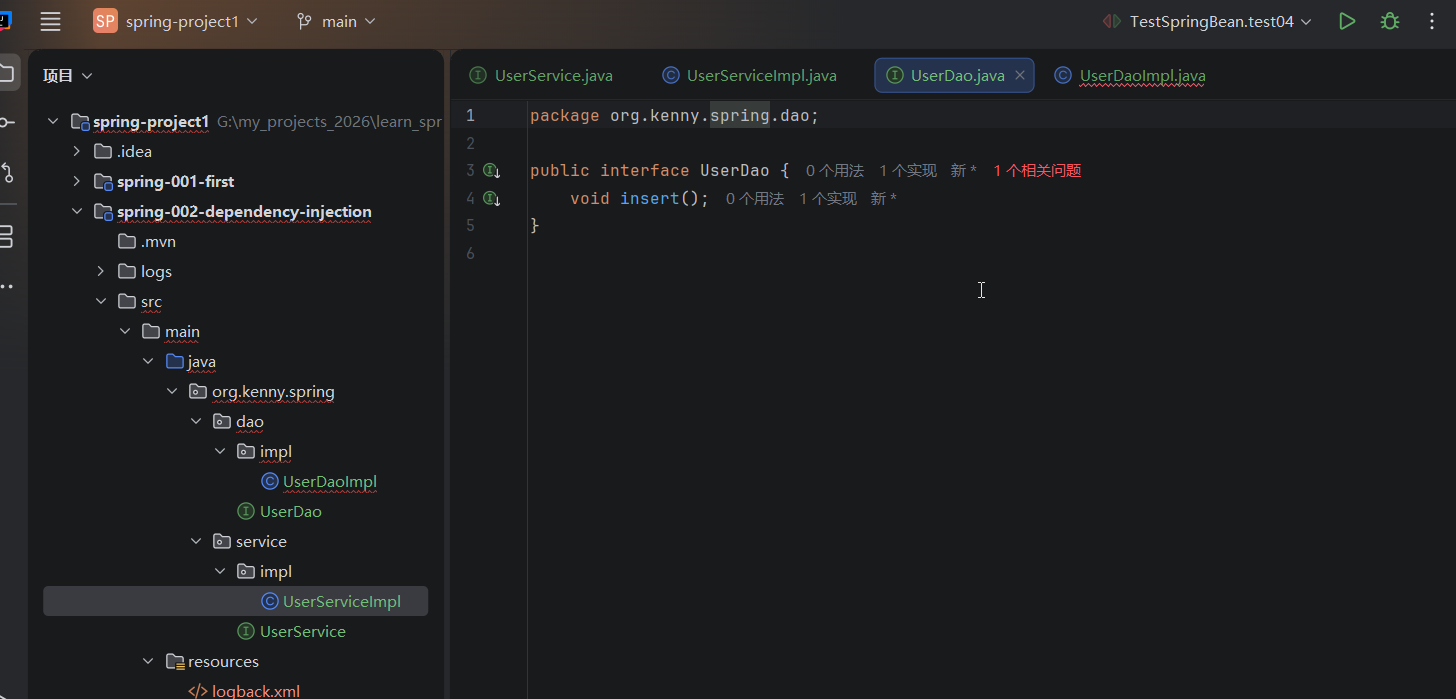 SP spring-project1 main TestSpringBean.test04
项目
UserService.java UserServiceImpl.java UserDao.java UserDaoImpl.java
spring-project1 G:\my_projects_2026\learn_spr
.idea
spring-001-first
spring-002-dependency-injection
.mvn
logs
src
main
java
org.kenny.spring
dao
impl
C UserDaoImpl
I UserDao
service
impl
C UserServiceImpl
I UserService
resources
</> logback.xml
1 package org.kenny.spring.dao;
2
3 public interface UserDao { 0 个用法 1 个实现 新 * 1 个相关问题
4 void insert(); 0 个用法 1 个实现 新 *
5 }
6